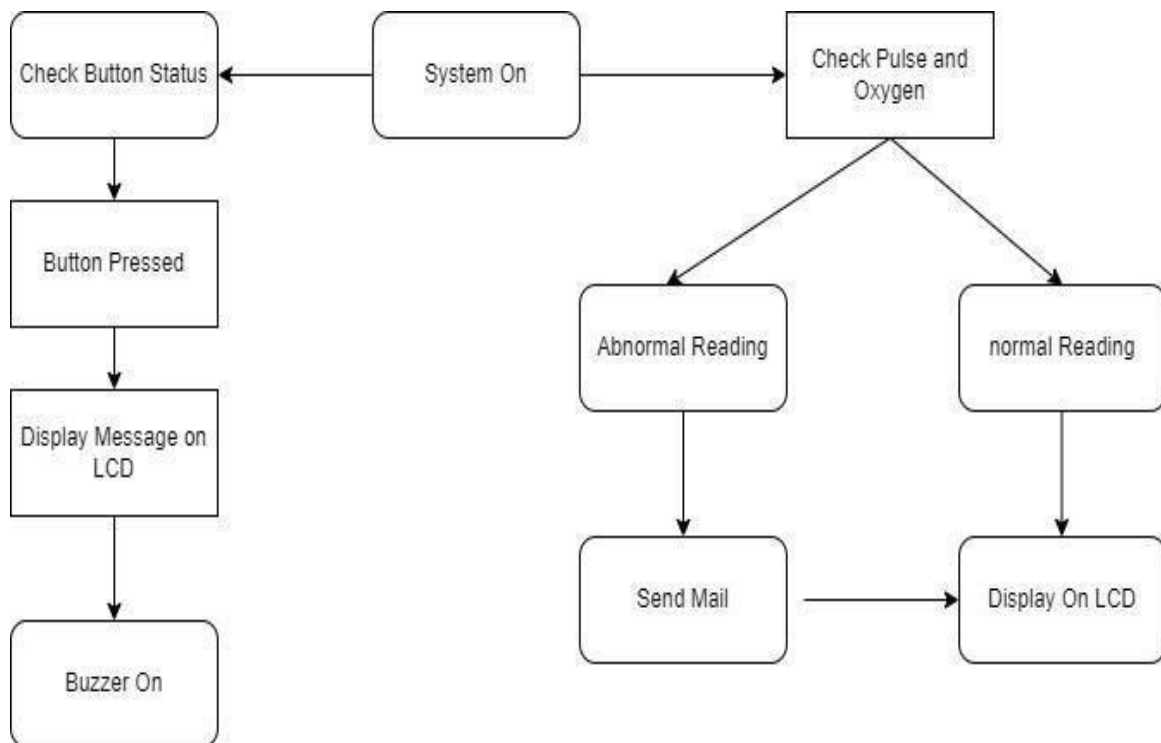 Check Button Status
System On
Check Pulse and
Oxygen
Button Pressed
Abnormal Reading
normal Reading
Display Message on
LCD
Send Mail
Display On LCD
Buzzer On